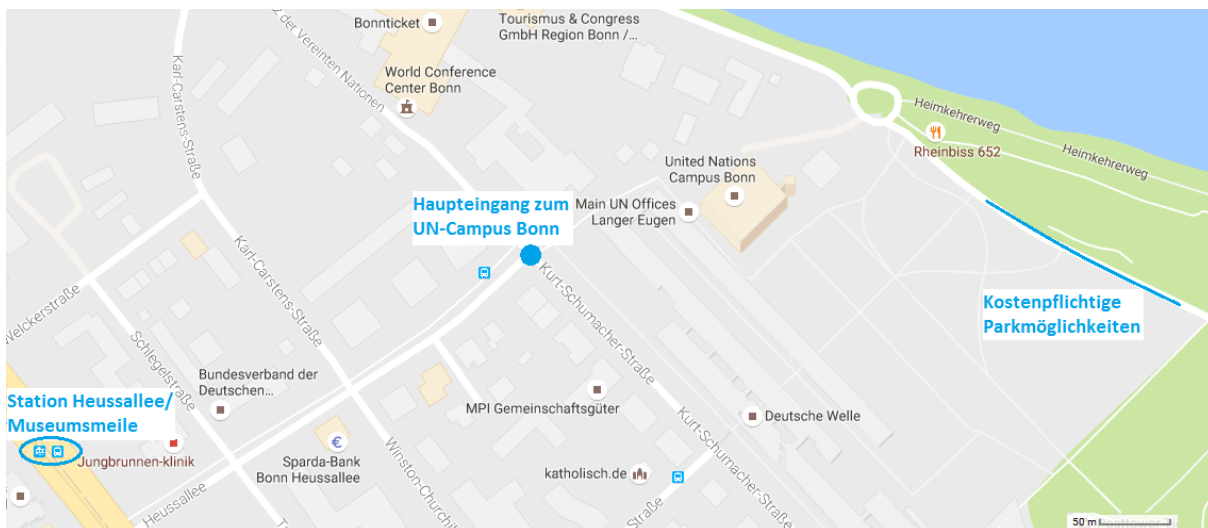 Bonnticket
Tourismus & Congress
GmbH Region Bonn /...
der Vereinten Nationen
Karl-Carstens-Straße
World Conference
Center Bonn
Heimkehrerweg
Rheinbiss 652
Heimkehrerweg
United Nations
Campus Bonn
Haupteingang zum
UN-Campus Bonn
Main UN Offices
Langer Eugen
Karl-Carstens-Straße
Kurt-Schumacher-Straße
Kostenpflichtige
Parkmöglichkeiten
Welckerstraße
Schlegelstraße
Bundesverband der
Deutschen...
Station Heussallee/
Museumsmeile
MPI Gemeinschaftsgüter
Kurt-Schumacher-Straße
Deutsche Welle
Jungbrunnen-klinik
€
Sparda-Bank
Bonn Heussallee
Winston-Churchill
katholisch.de
Heussallee
50 m